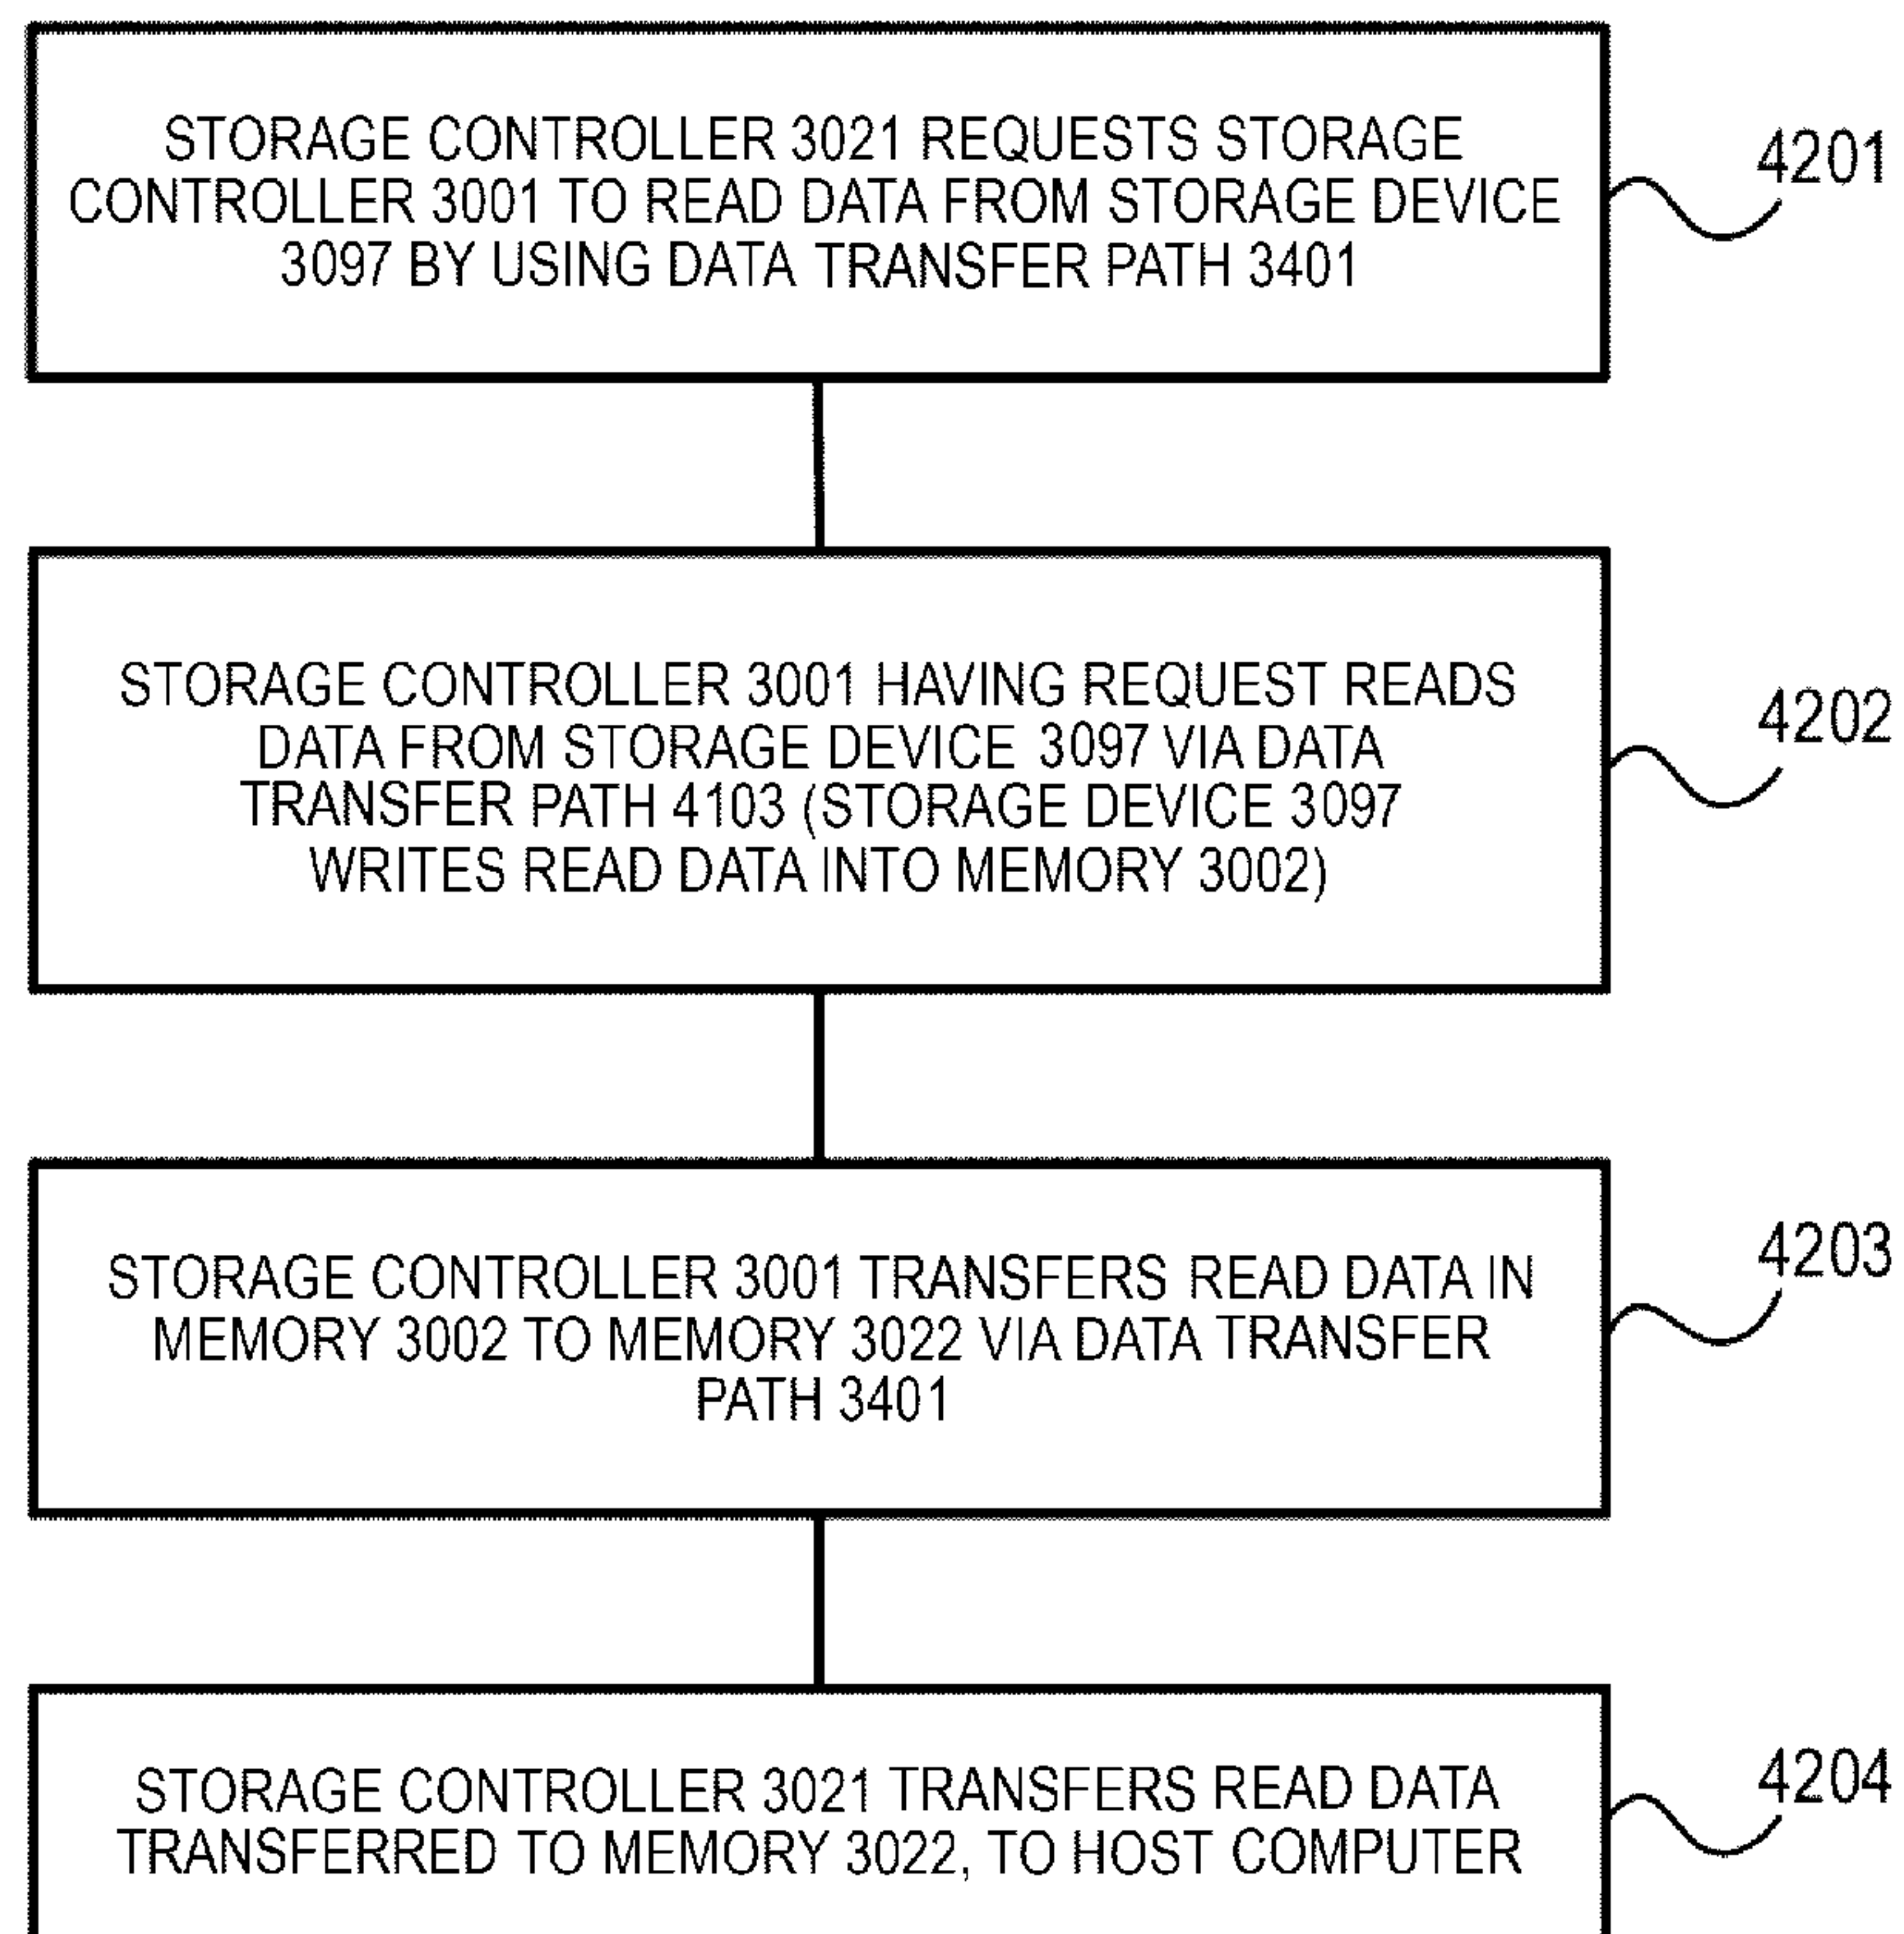 STORAGE CONTROLLER 3021 REQUESTS STORAGE
CONTROLLER 3001 TO READ DATA FROM STORAGE DEVICE
3097 BY USING DATA TRANSFER PATH 3401
4201
STORAGE CONTROLLER 3001 HAVING REQUEST READS
DATA FROM STORAGE DEVICE 3097 VIA DATA
TRANSFER PATH 4103 (STORAGE DEVICE 3097
WRITES READ DATA INTO MEMORY 3002)
4202
STORAGE CONTROLLER 3001 TRANSFERS READ DATA IN
MEMORY 3002 TO MEMORY 3022 VIA DATA TRANSFER
PATH 3401
4203
STORAGE CONTROLLER 3021 TRANSFERS READ DATA
TRANSFERRED TO MEMORY 3022, TO HOST COMPUTER
4204